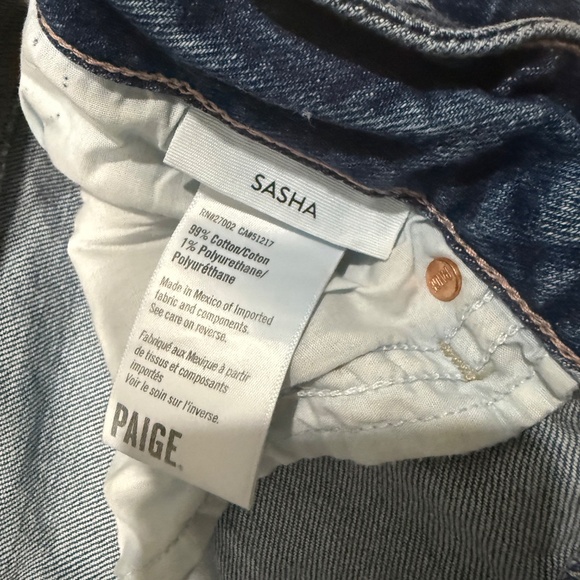 SASHA
RN#27002 CA#51217
99% Cotton/Coton
1% Polyurethane/
Polyuréthane
Made in Mexico of Imported
fabric and components.
See care on reverse.
Fabriqué aux Mexique à partir
de tissus et composants
importés
Voir le soin sur l'inverse.
PAIGE